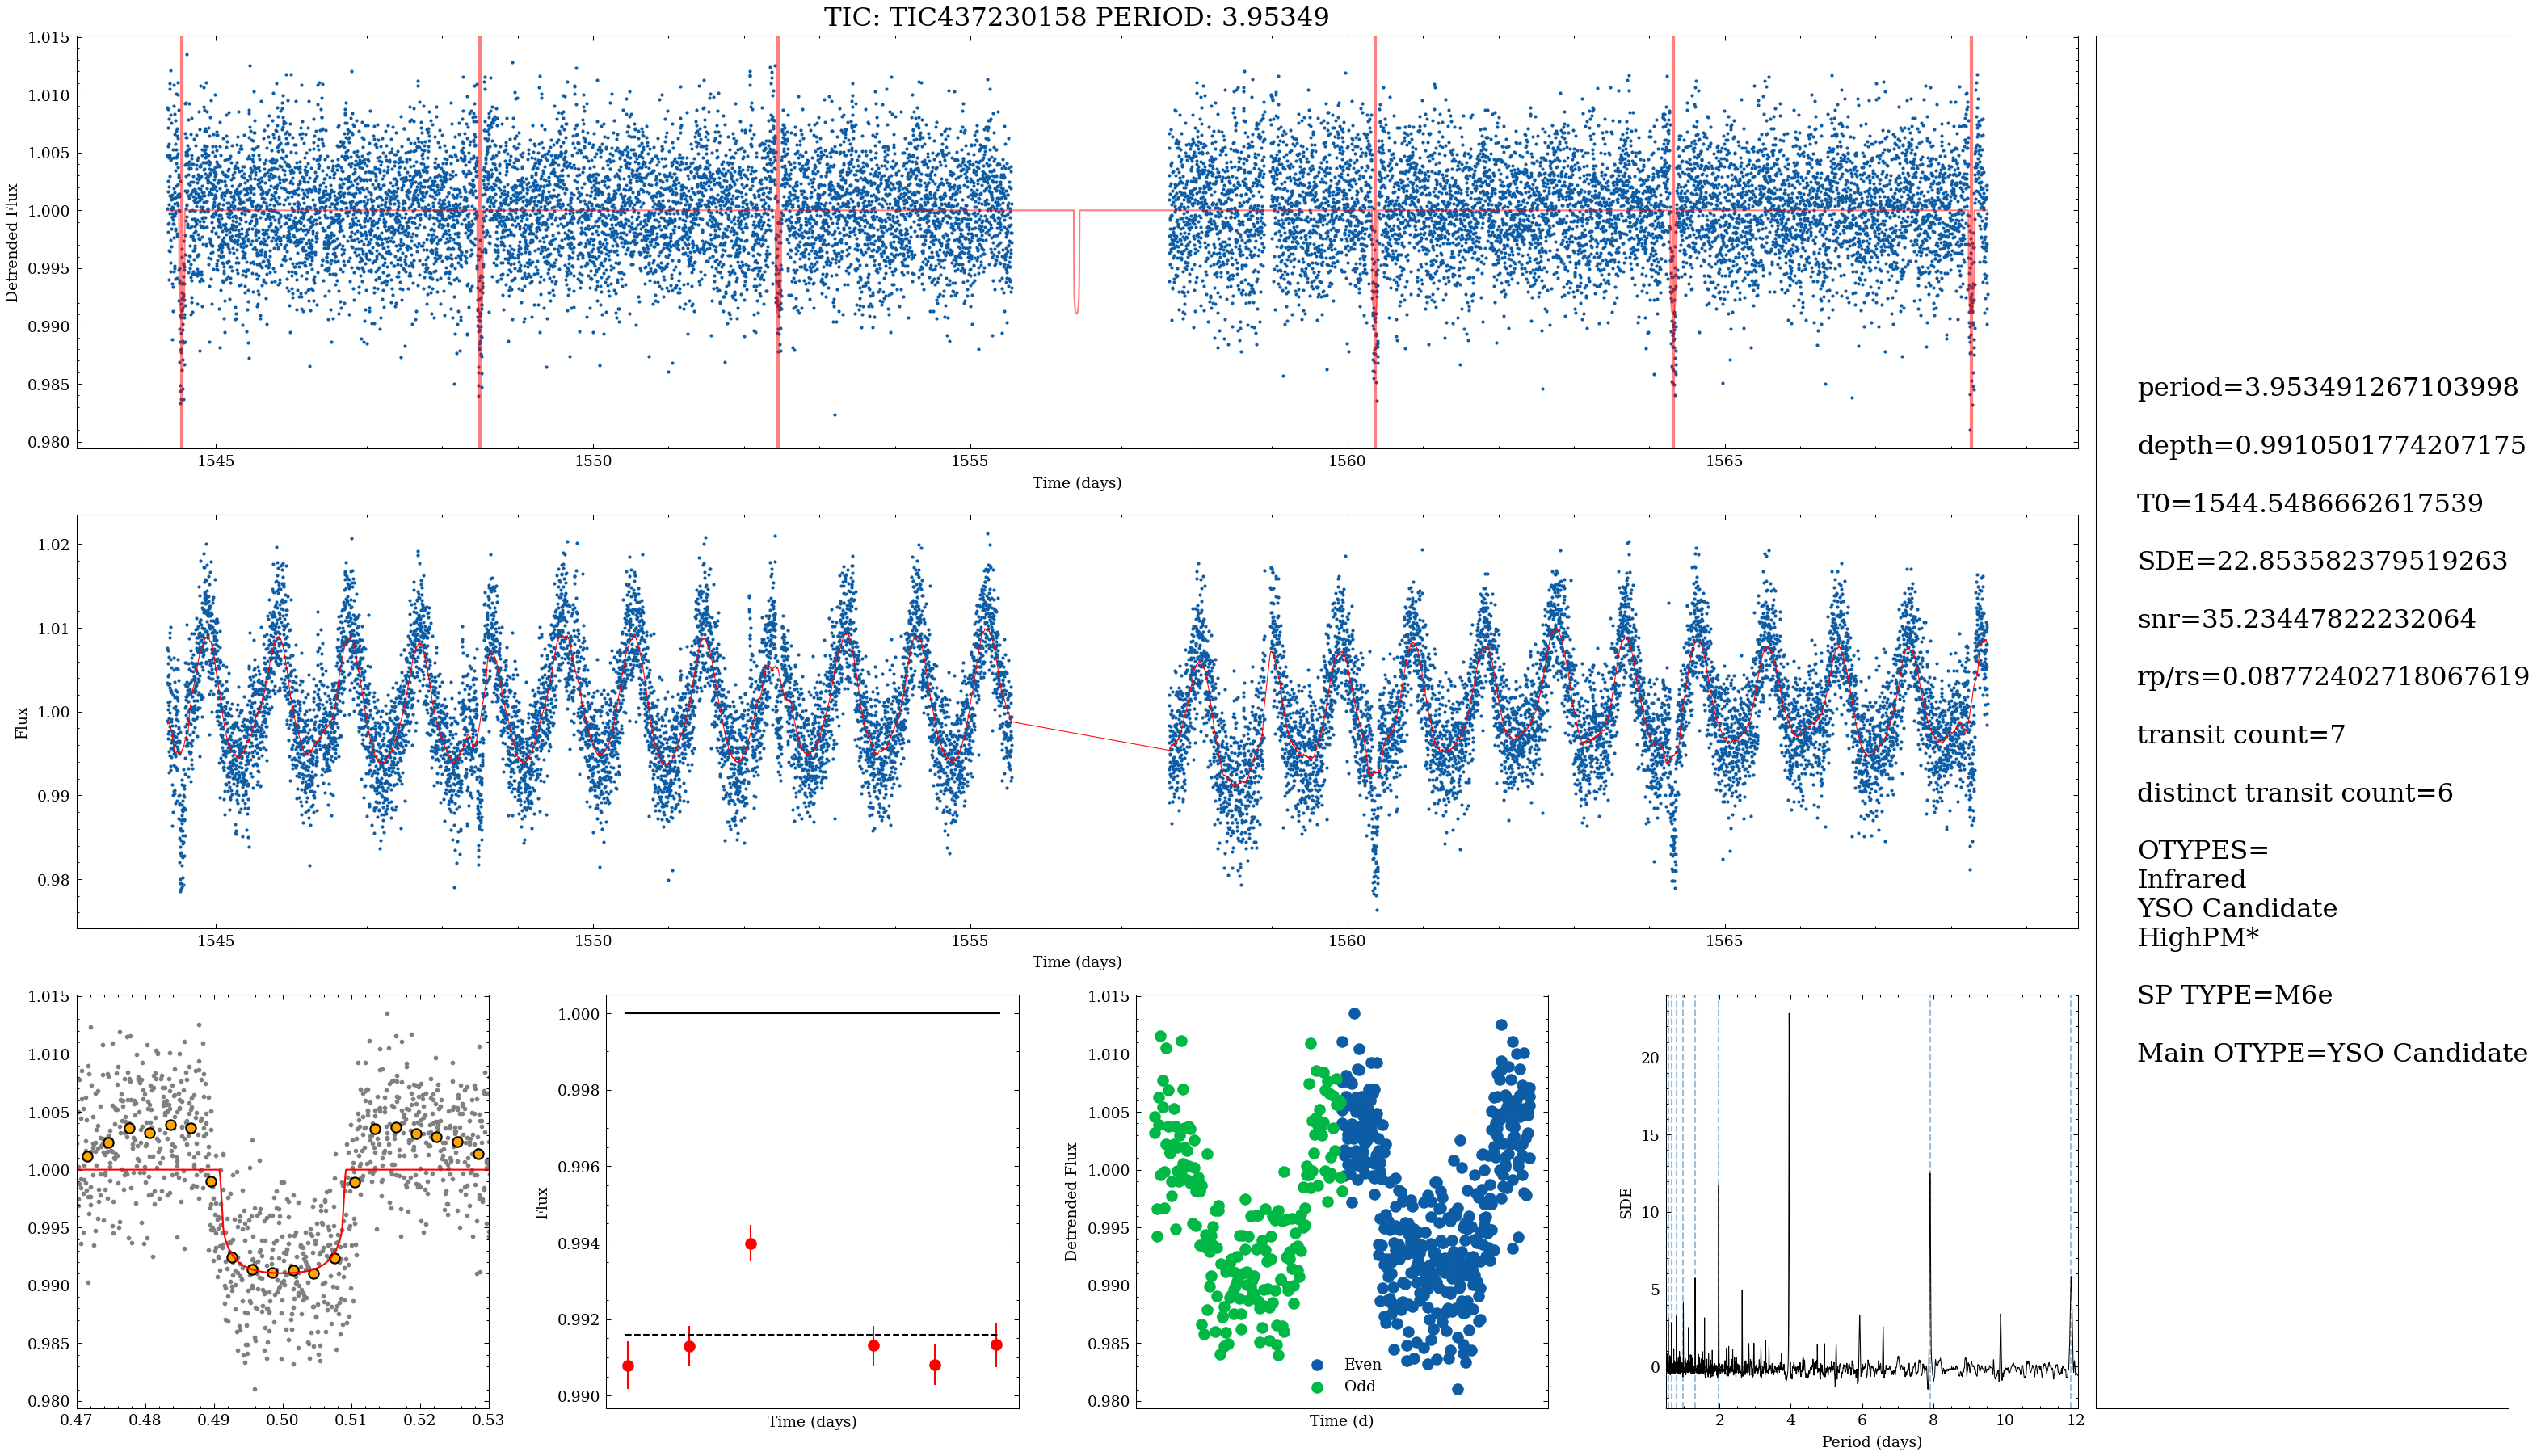 TIC: TIC437230158 PERIOD: 3.95349
1.015
1.010
1.005
1.000
0.995
0.990
0.985
0.980
Detrended Flux
1545
1550
1555
1560
1565
Time (days)
1.02
1.01
1.00
0.99
0.98
Flux
1545
1550
1555
1560
1565
Time (days)
1.015
1.010
1.005
1.000
0.995
0.990
0.985
0.980
0.47
0.48
0.49
0.50
0.51
0.52
0.53
1.000
0.998
0.996
0.994
0.992
0.990
Flux
Time (days)
1.015
1.010
1.005
1.000
0.995
0.990
0.985
0.980
Detrended Flux
Even
Odd
Time (d)
20
15
10
5
0
SDE
2
4
6
8
10
12
Period (days)
period=3.953491267103998
depth=0.9910501774207175
T0=1544.5486662617539
SDE=22.853582379519263
snr=35.23447822232064
rp/rs=0.08772402718067619
transit count=7
distinct transit count=6
OTYPES=
Infrared
YSO Candidate
HighPM*
SP TYPE=M6e
Main OTYPE=YSO Candidate